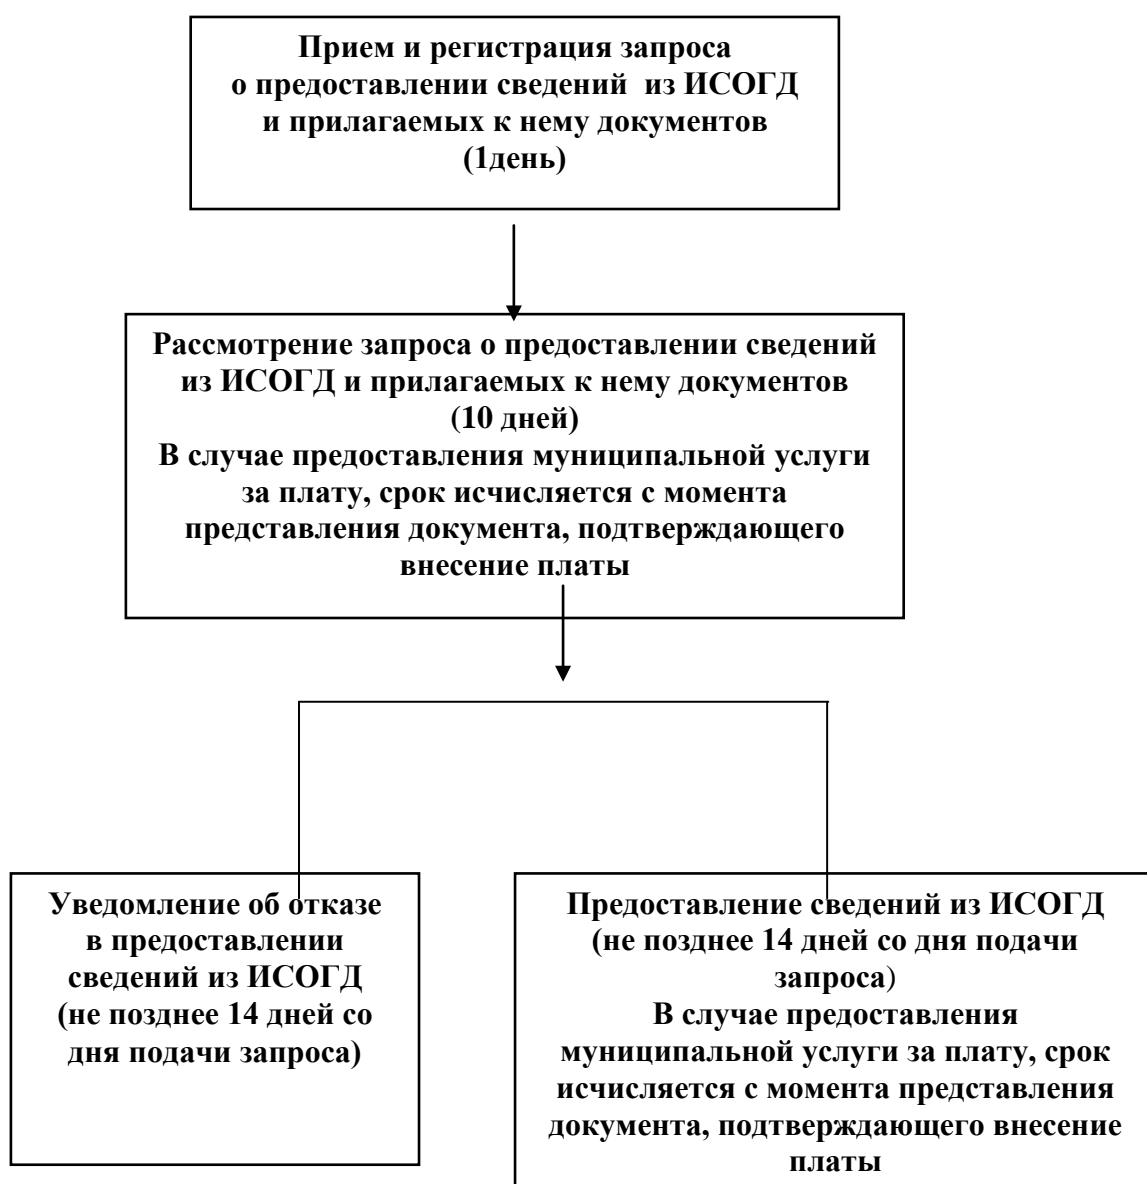 Прием и регистрация запроса
о предоставлении сведений  из ИСОГД
и прилагаемых к нему документов
(1день)
Рассмотрение запроса о предоставлении сведений
из ИСОГД и прилагаемых к нему документов
(10 дней)
В случае предоставления муниципальной услуги
за плату, срок исчисляется с момента
представления документа, подтверждающего
внесение платы
Уведомление об отказе
в предоставлении
сведений из ИСОГД
(не позднее 14 дней со
дня подачи запроса)
Предоставление сведений из ИСОГД
(не позднее 14 дней со дня подачи
запроса)
В случае предоставления
муниципальной услуги за плату, срок
исчисляется с момента представления
документа, подтверждающего внесение
платы